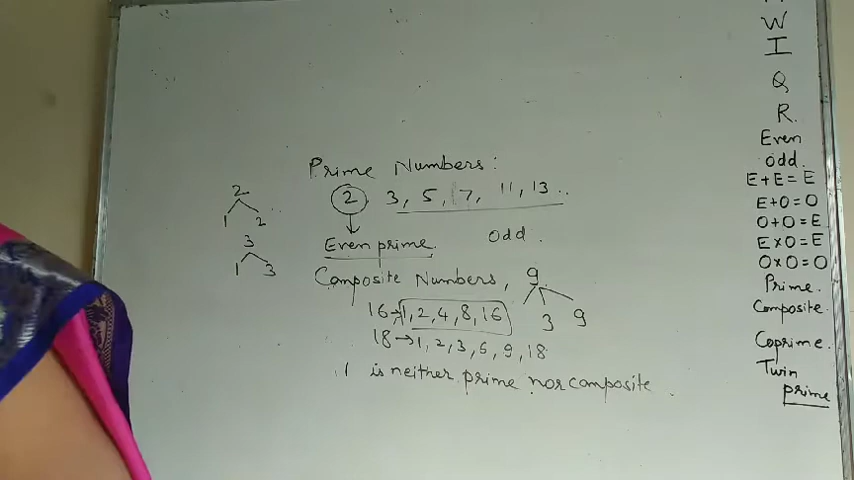 Prime Numbers:
2 3, 5, 7, 11, 13 ..
Even prime. Odd.
Composite Numbers, 9
3 9
16→1, 2, 4, 8, 16
18→1, 2, 3, 6, 9, 18
1 is neither prime nor composite
2
1 2
3
1 3
W
I
Q
R.
Even
odd.
E+E=E
E+O=O
O+O=E
E×O=E
O×O=O
Prime.
Composite.
Coprime.
Twin
prime